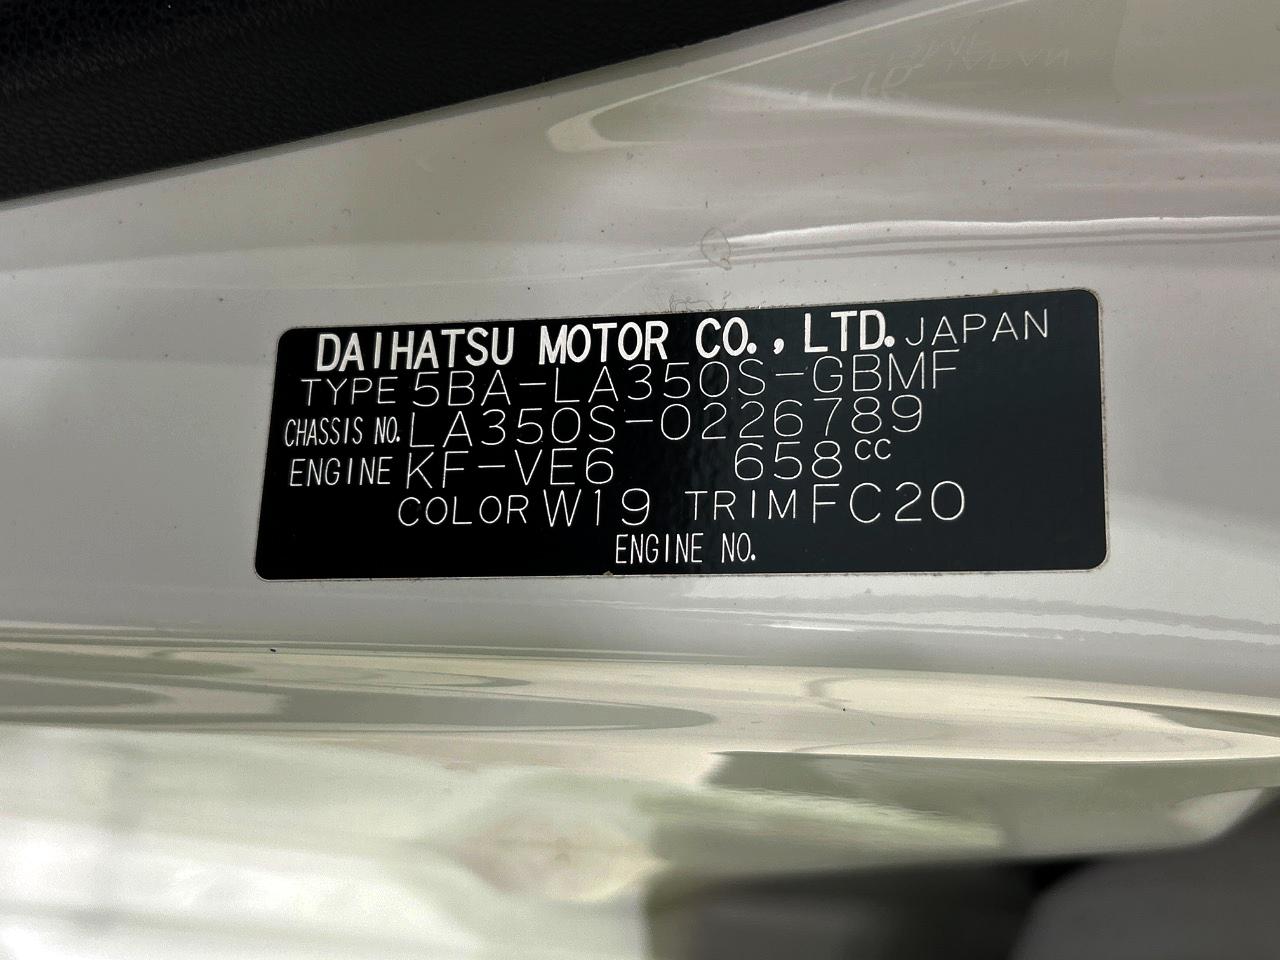 DAIHATSU MOTOR CO., LTD. JAPAN
TYPE 5BA-LA350S-GBMF
CHASSIS NO. LA350S-0226789
ENGINE KF-VE6 658CC
COLOR W19 TRIM FC20
ENGINE NO.